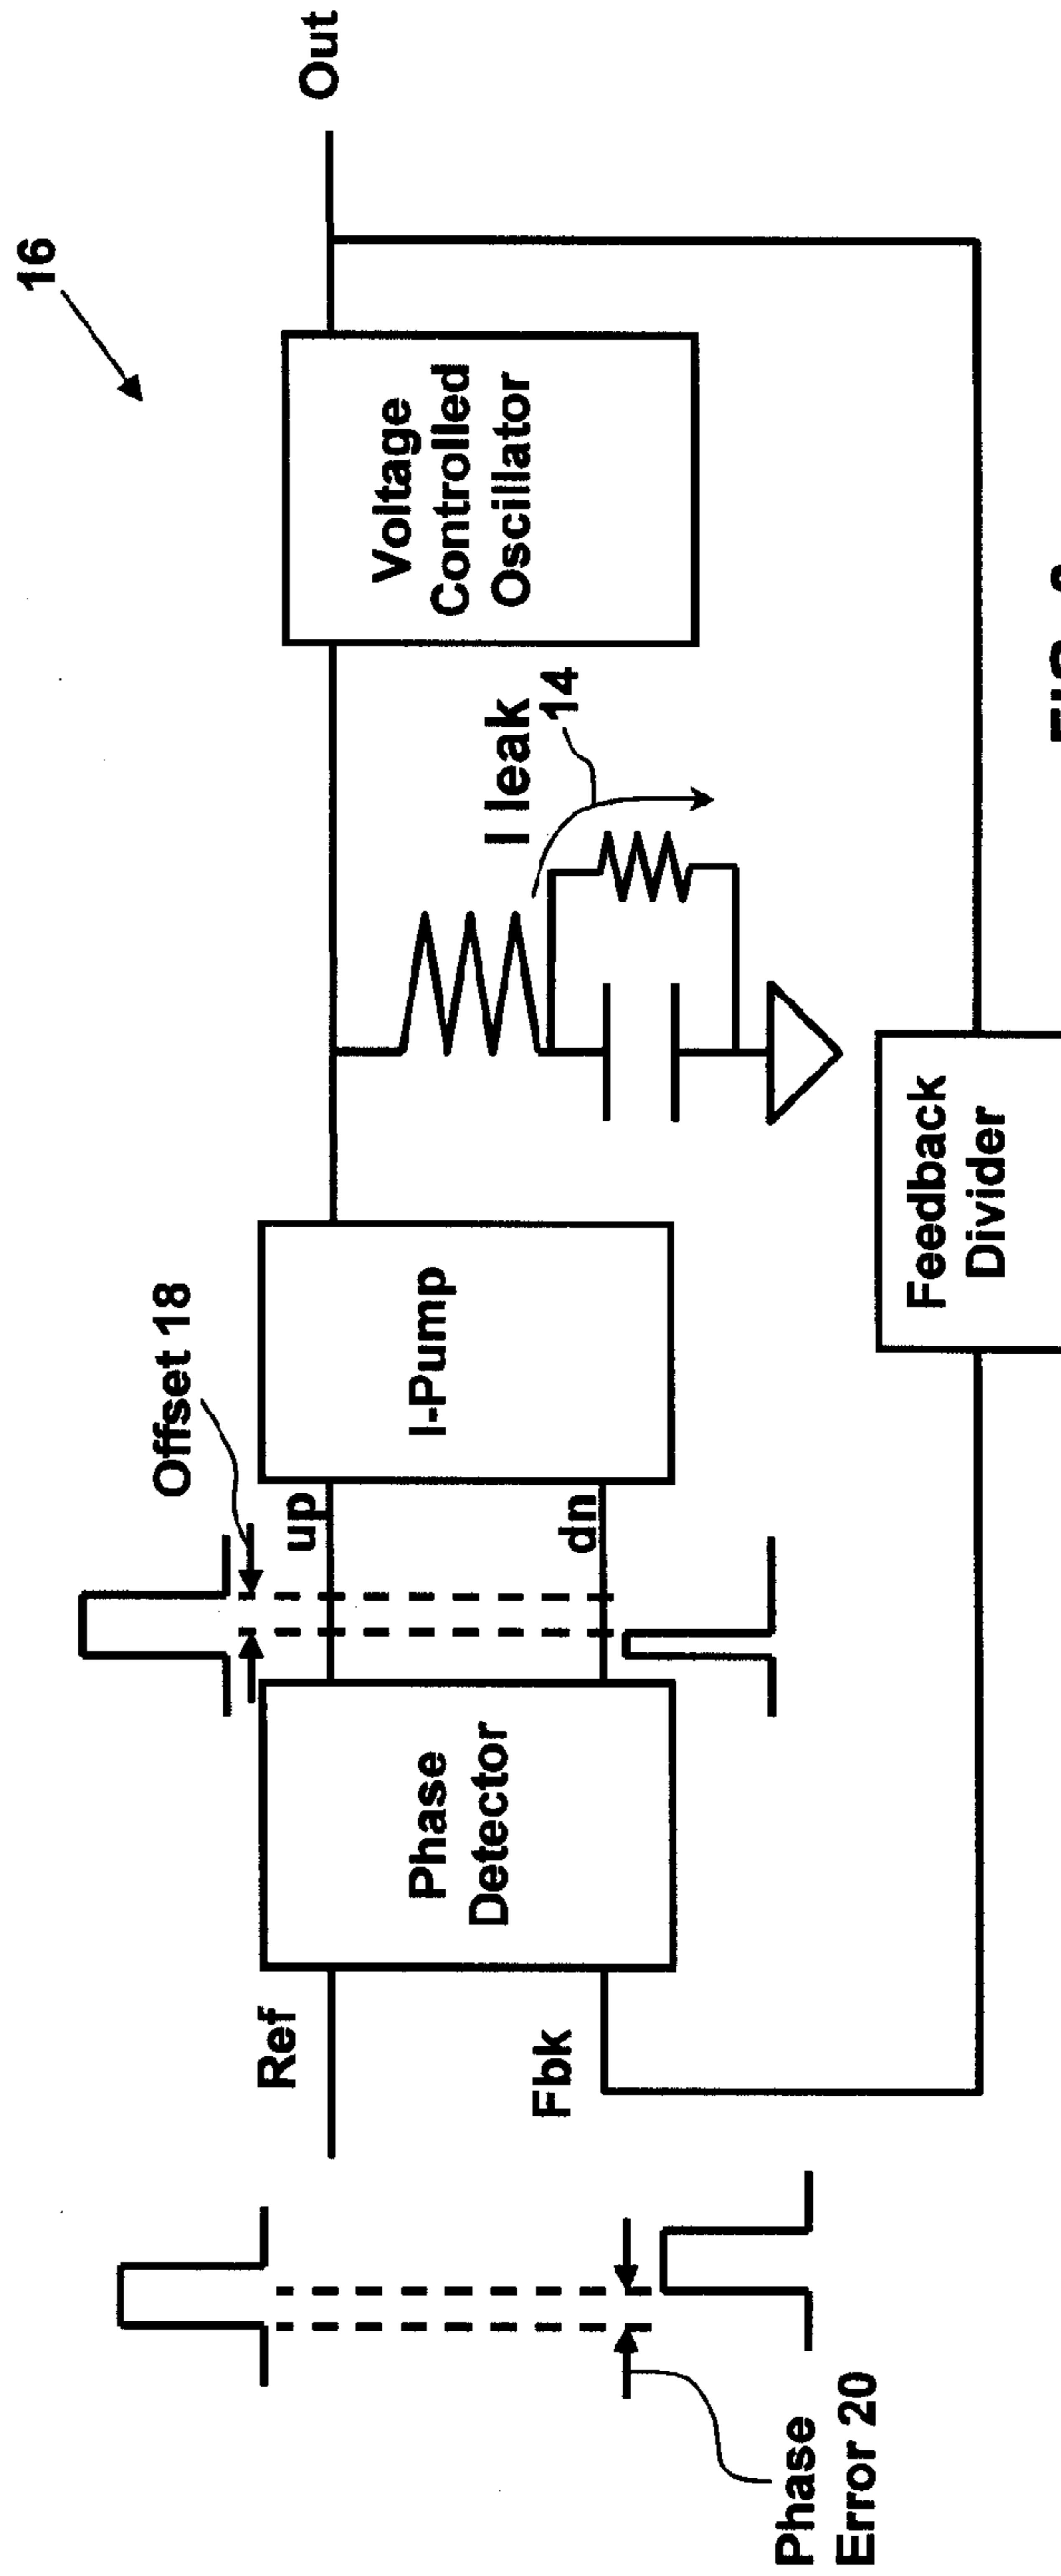 16
Offset 18
Ref
Phase
Detector
up
I-Pump
I leak
14
Voltage
Controlled
Oscillator
Out
Fbk
dn
Phase
Error 20
Feedback
Divider